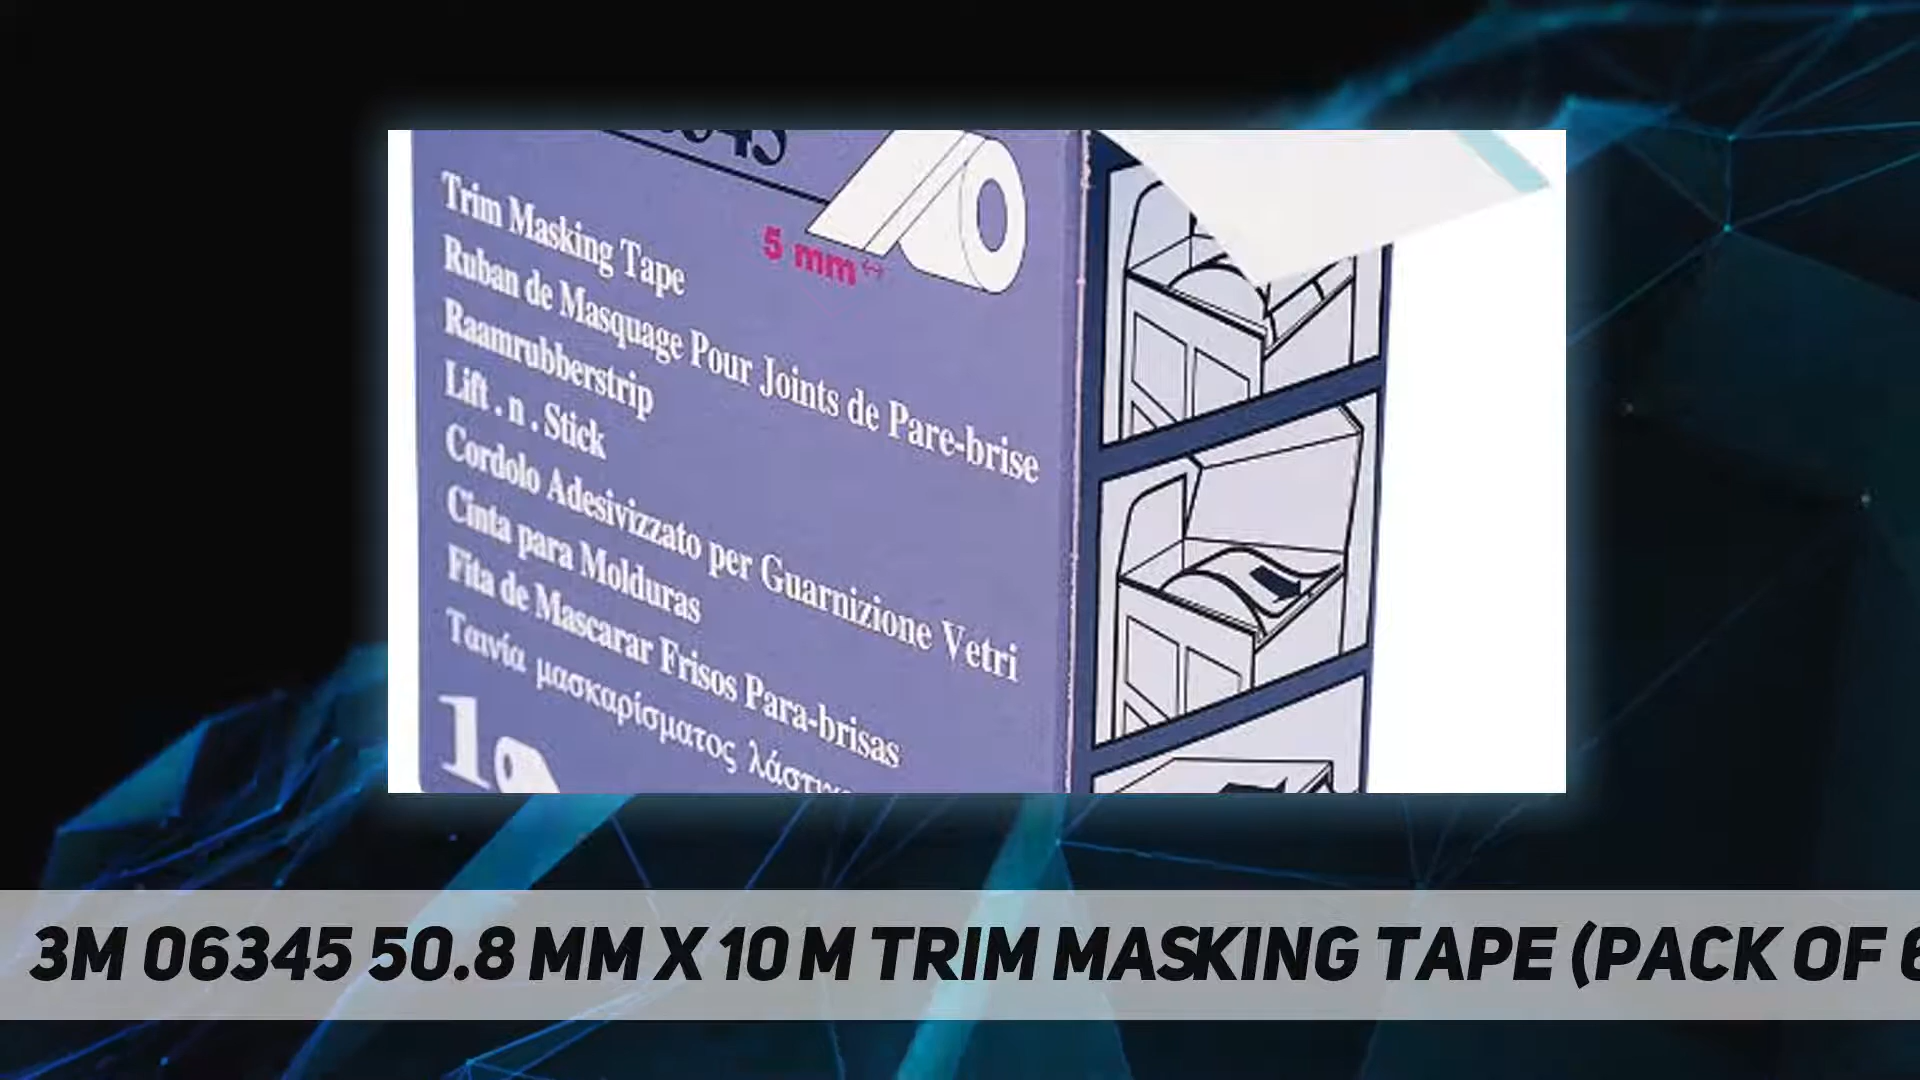 Trim Masking Tape
5 mm
Ruban de Masquage Pour Joints de Pare-brise
Raamrubberstrip
Lift . n . Stick
Cordolo Adesivizzato per Guarnizione Vetri
Cinta para Molduras
Fita de Mascarar Frisos Para-brisas
Ταινία μασκαρίσματος
1
3M 06345 50.8 MM X 10 M TRIM MASKING TAPE (PACK OF 6